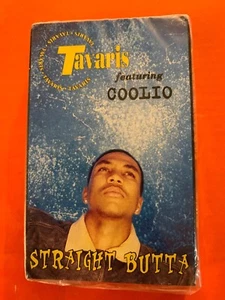 Tavaris
featuring
COOLIO
STRAIGHT BUTTA